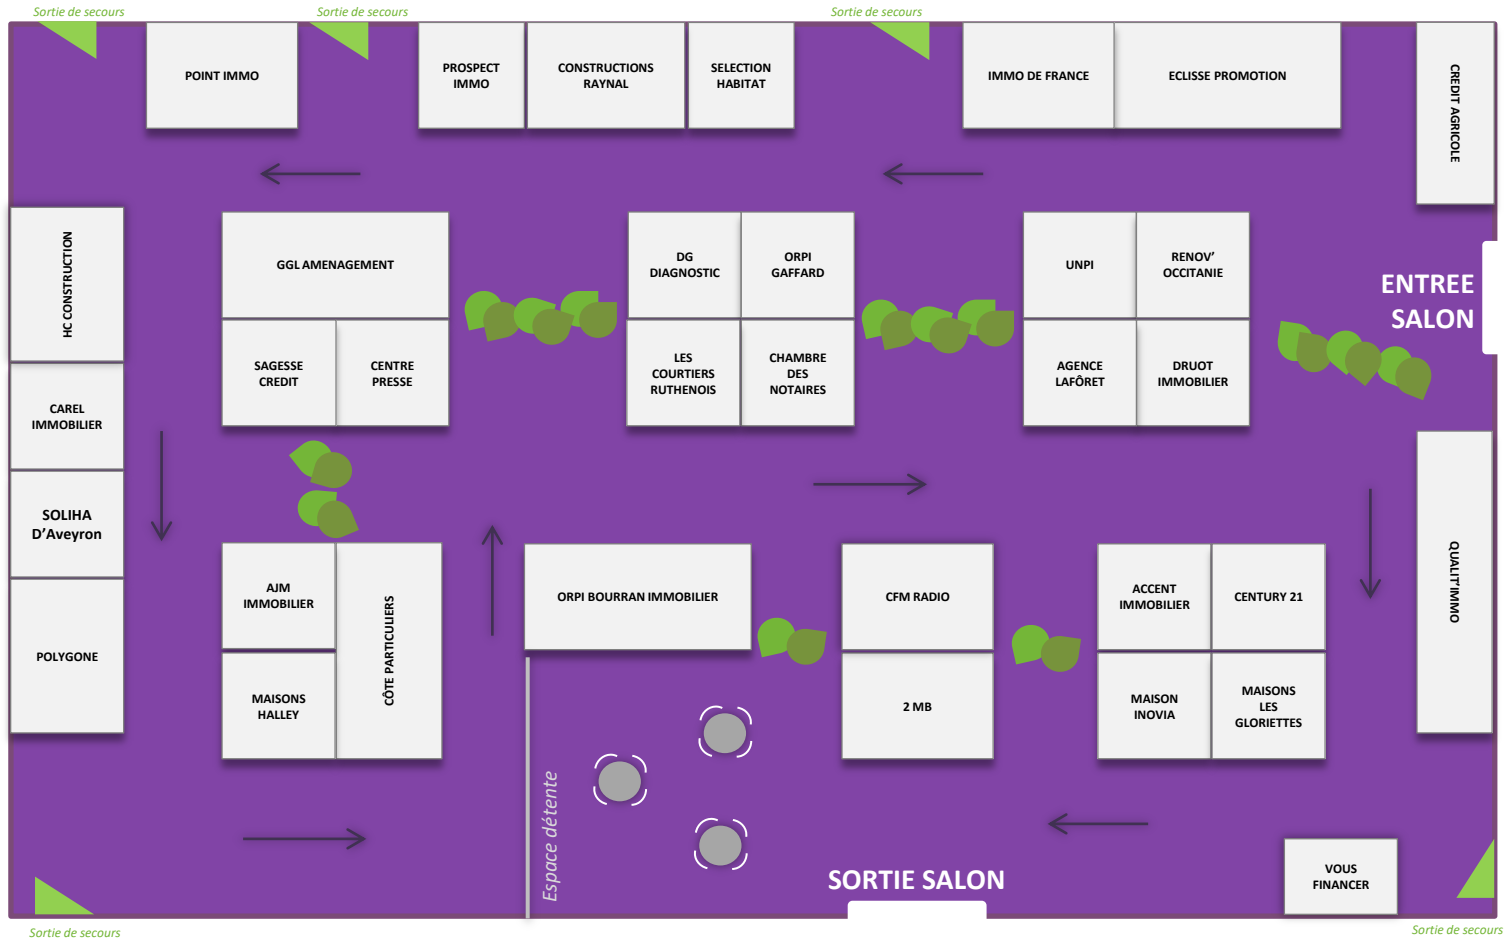 Sortie de secours
Sortie de secours
Sortie de secours
POINT IMMO
PROSPECT
IMMO
CONSTRUCTIONS
RAYNAL
SELECTION
HABITAT
IMMO DE FRANCE
ECLISSE PROMOTION
CREDIT AGRICOLE
HC CONSTRUCTION
GGL AMENAGEMENT
DG
DIAGNOSTIC
ORPI
GAFFARD
UNPI
RENOV'
OCCITANIE
ENTREE
SALON
SAGESSE
CREDIT
CENTRE
PRESSE
LES
COURTIERS
RUTHENOIS
CHAMBRE
DES
NOTAIRES
AGENCE
LAFÔRET
DRUOT
IMMOBILIER
CAREL
IMMOBILIER
SOLIHA
D'Aveyron
POLYGONE
AJM
IMMOBILIER
CÔTE PARTICULIERS
MAISONS
HALLEY
ORPI BOURRAN IMMOBILIER
CFM RADIO
2 MB
ACCENT
IMMOBILIER
CENTURY 21
MAISON
INOVIA
MAISONS
LES
GLORIETTES
QUALIT'IMMO
Espace détente
SORTIE SALON
VOUS
FINANCER
Sortie de secours
Sortie de secours